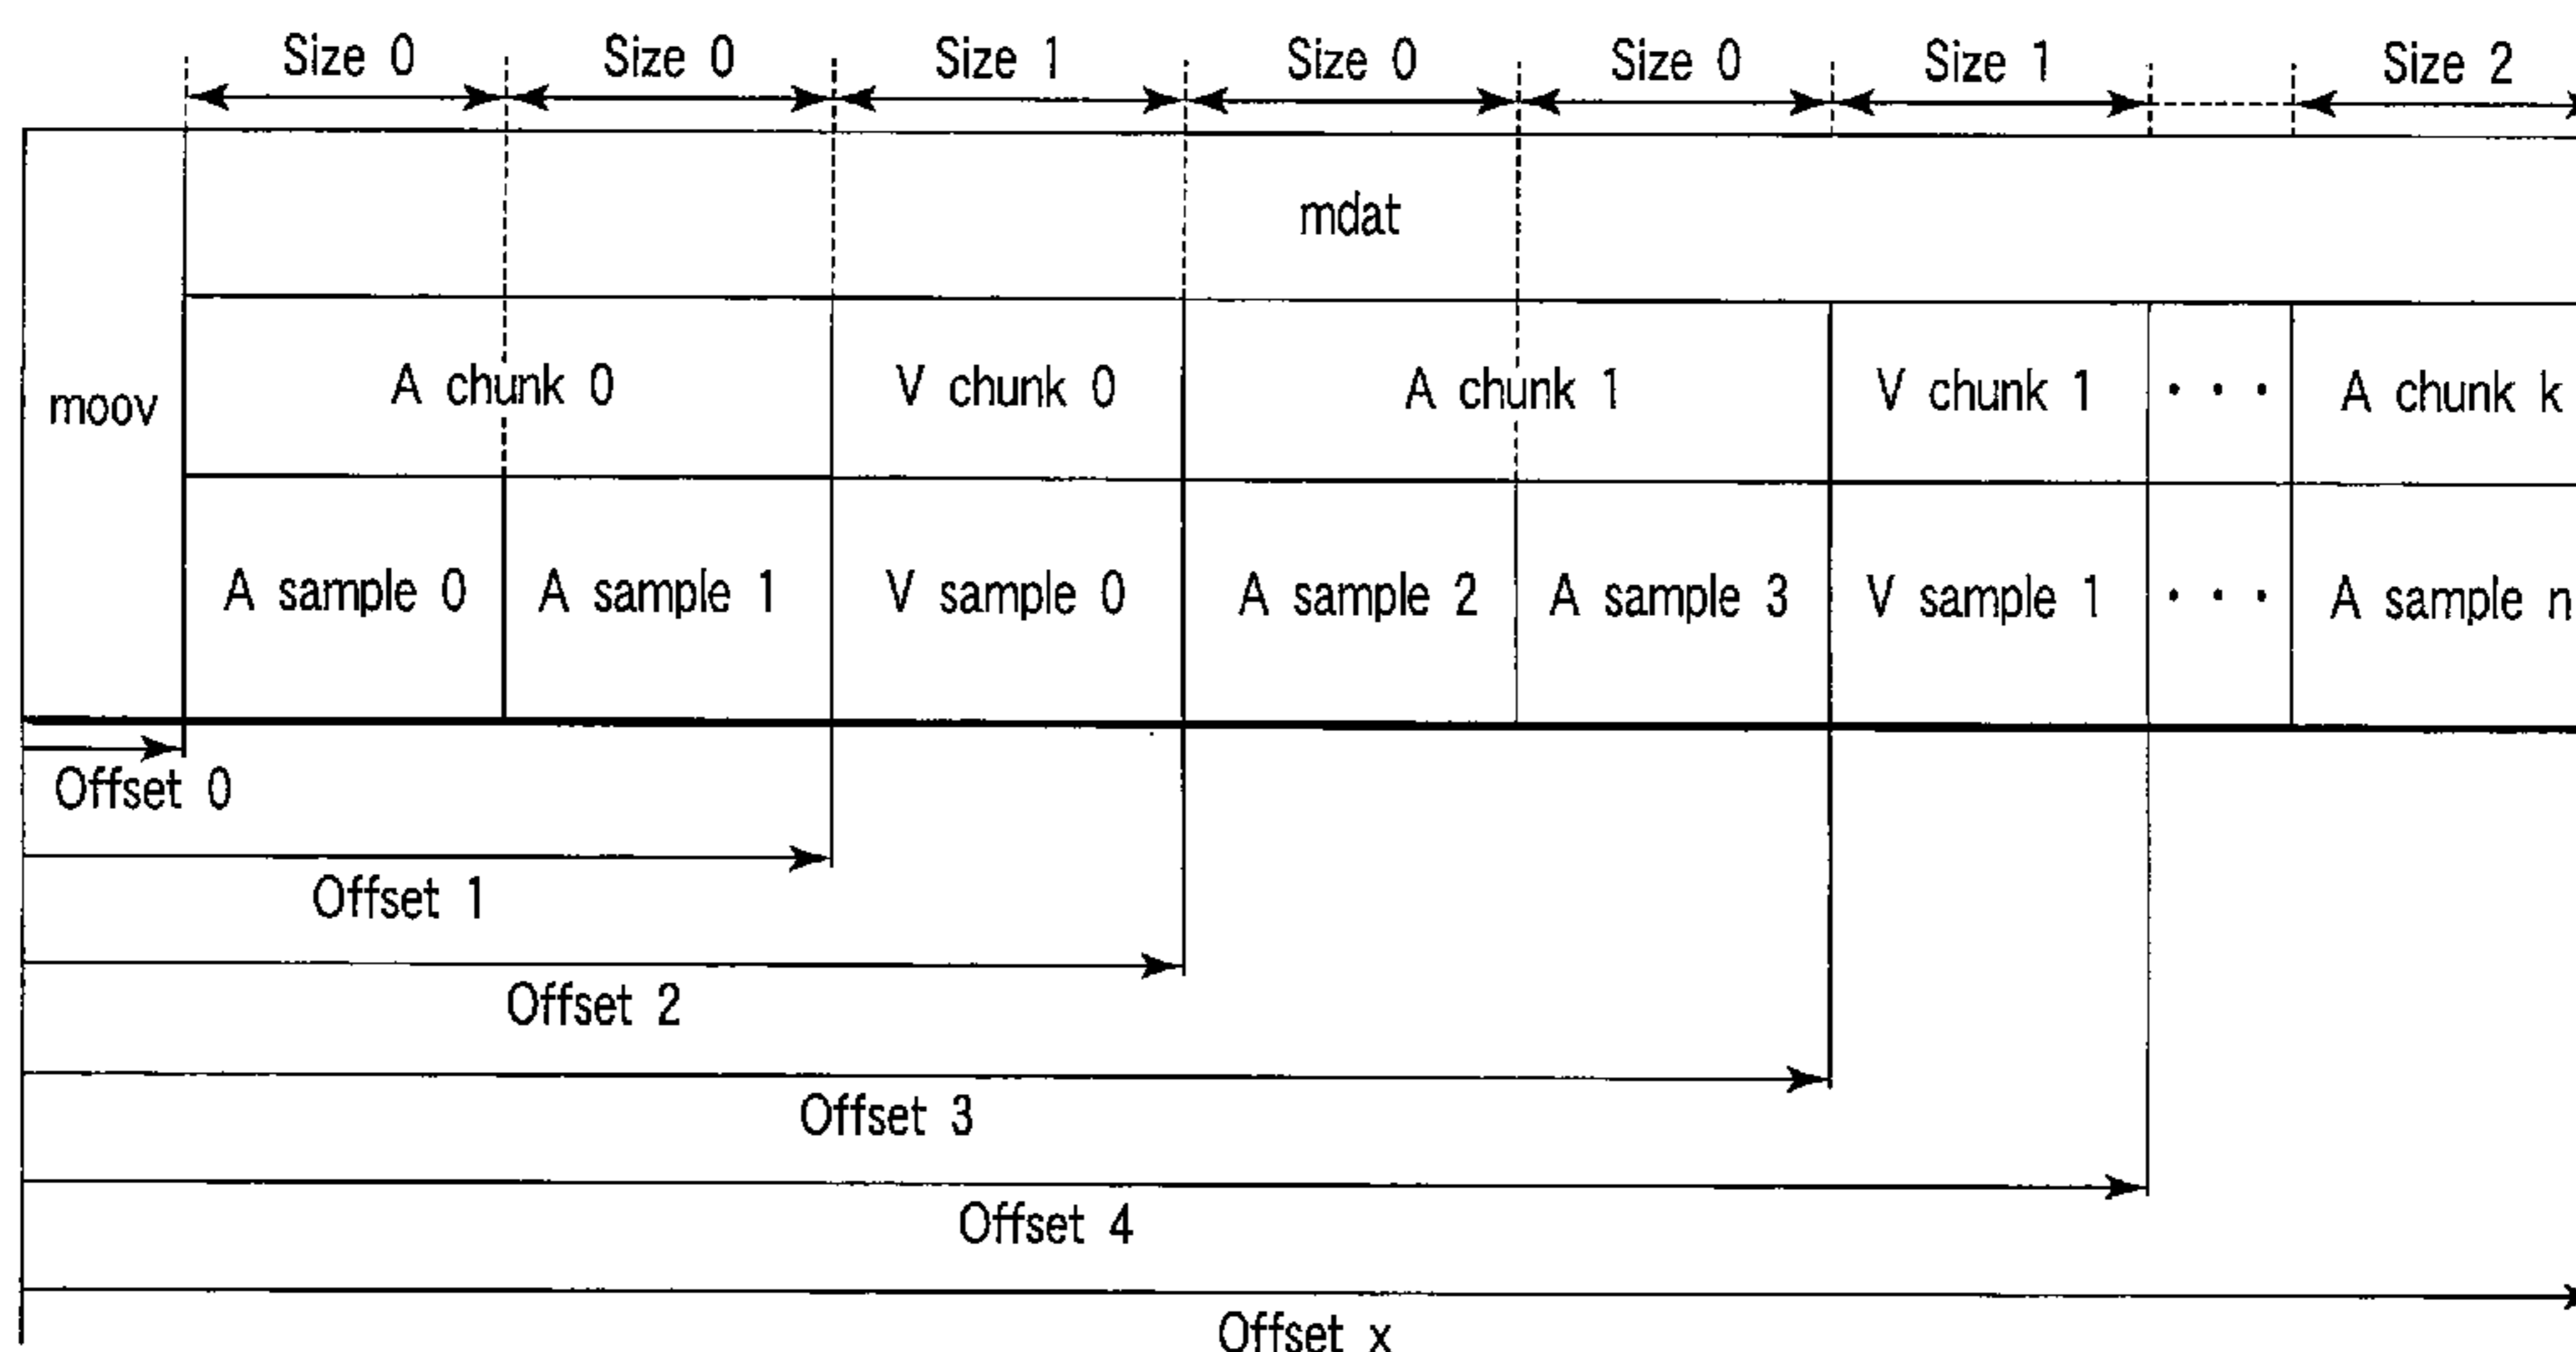 Size 0 Size 0 Size 1 Size 0 Size 0 Size 1 Size 2
mdat
moov A chunk 0 V chunk 0 A chunk 1 V chunk 1 ・・・ A chunk k
A sample 0 A sample 1 V sample 0 A sample 2 A sample 3 V sample 1 ・・・ A sample n
Offset 0
Offset 1
Offset 2
Offset 3
Offset 4
Offset x